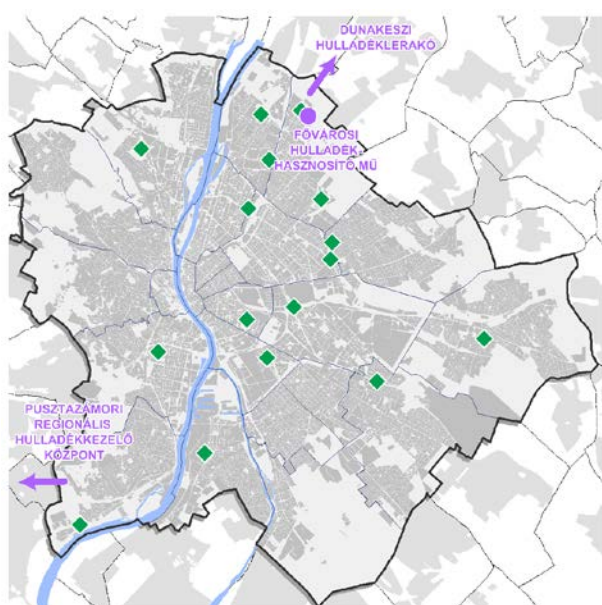 DUNAKESZI
HULLADÉKLERAKÓ
FŐVÁROSI
HULLADÉK-
HASZNOSÍTÓ MŰ
PUSZTAZÁMORI
REGIONÁLIS
HULLADÉKKEZELŐ
KÖZPONT